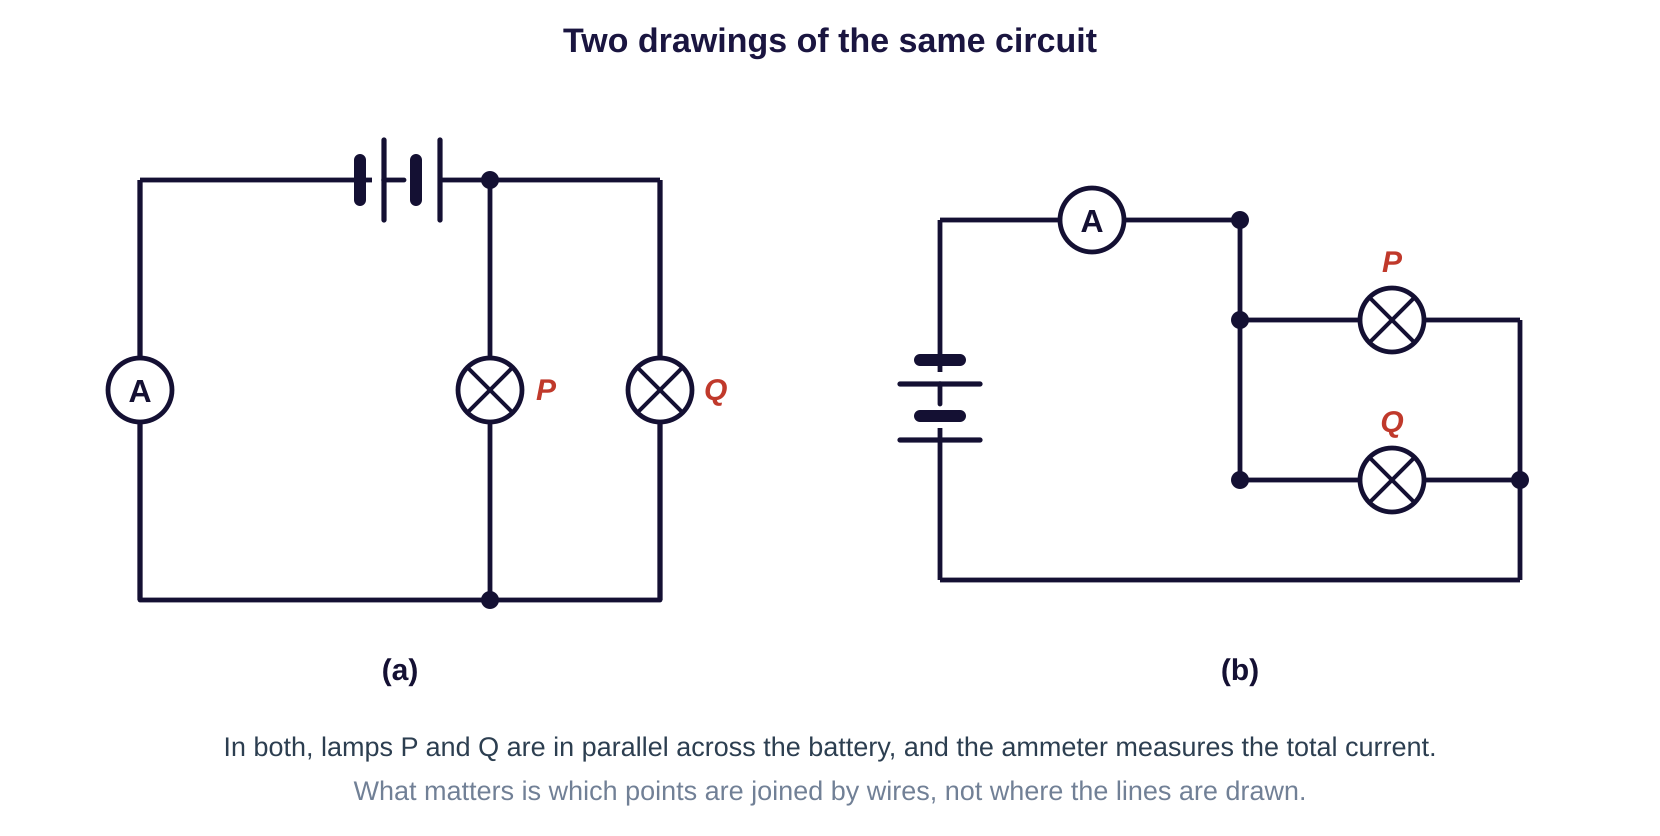 Two drawings of the same circuit
A
P
Q
A
P
Q
(a)
(b)
In both, lamps P and Q are in parallel across the battery, and the ammeter measures the total current.
What matters is which points are joined by wires, not where the lines are drawn.